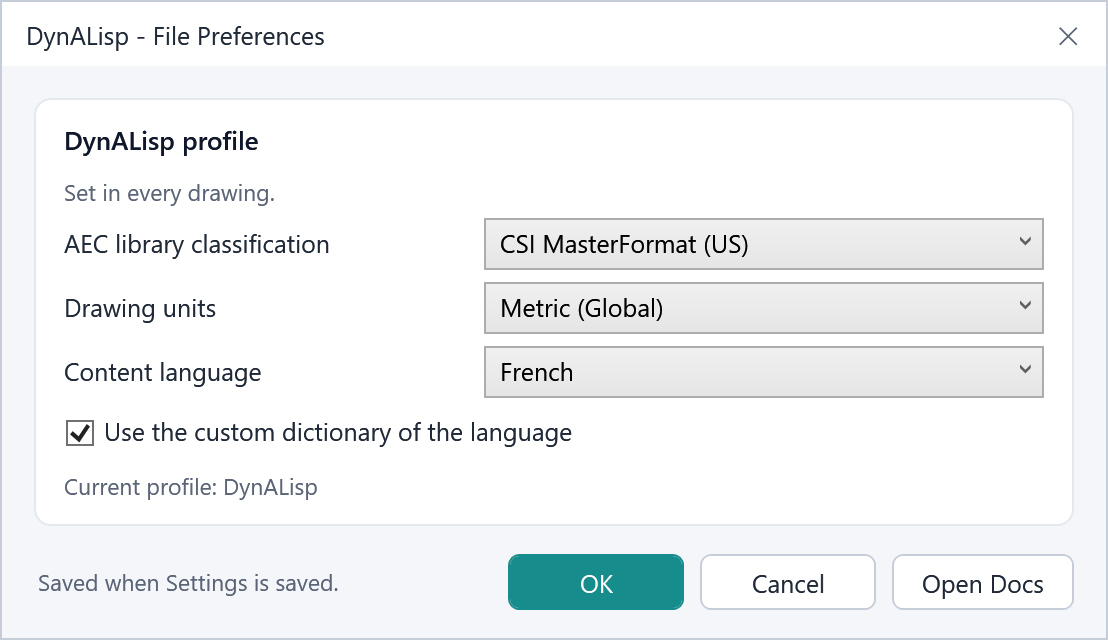 DynALisp - File Preferences
DynALisp profile
Set in every drawing.
AEC library classification
CSI MasterFormat (US)
Drawing units
Metric (Global)
Content language
French
Use the custom dictionary of the language
Current profile: DynALisp
Saved when Settings is saved.
OK
Cancel
Open Docs